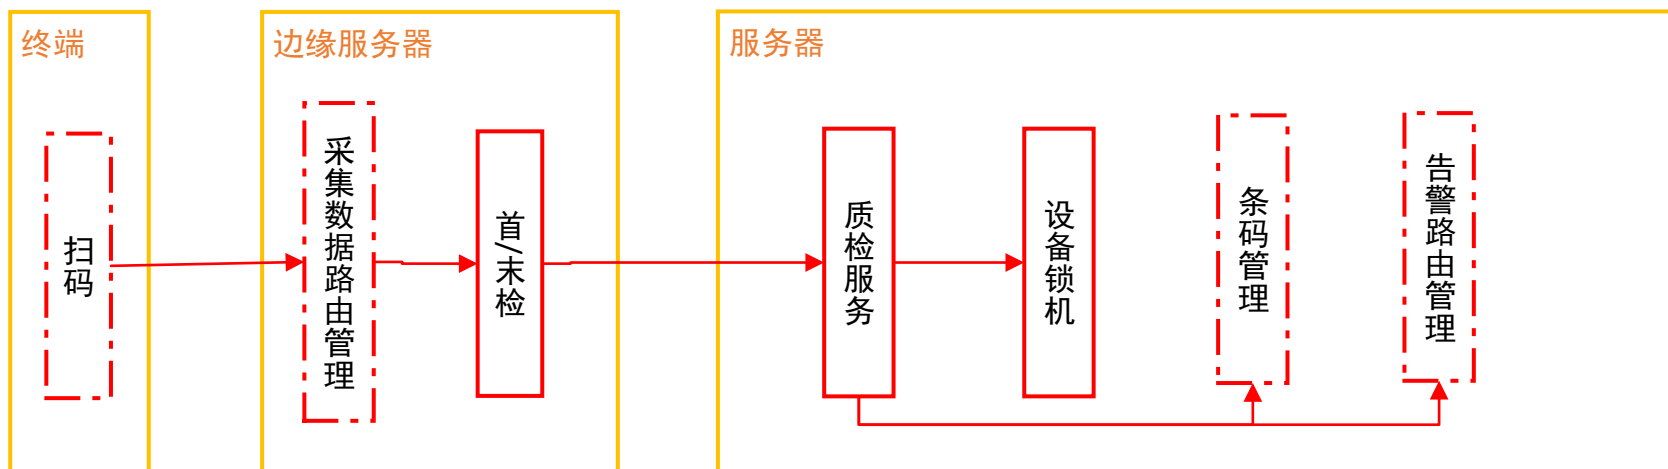 终端
边缘服务器
服务器
扫码
采集数据路由管理
首/末检
质检服务
设备锁机
条码管理
告警路由管理